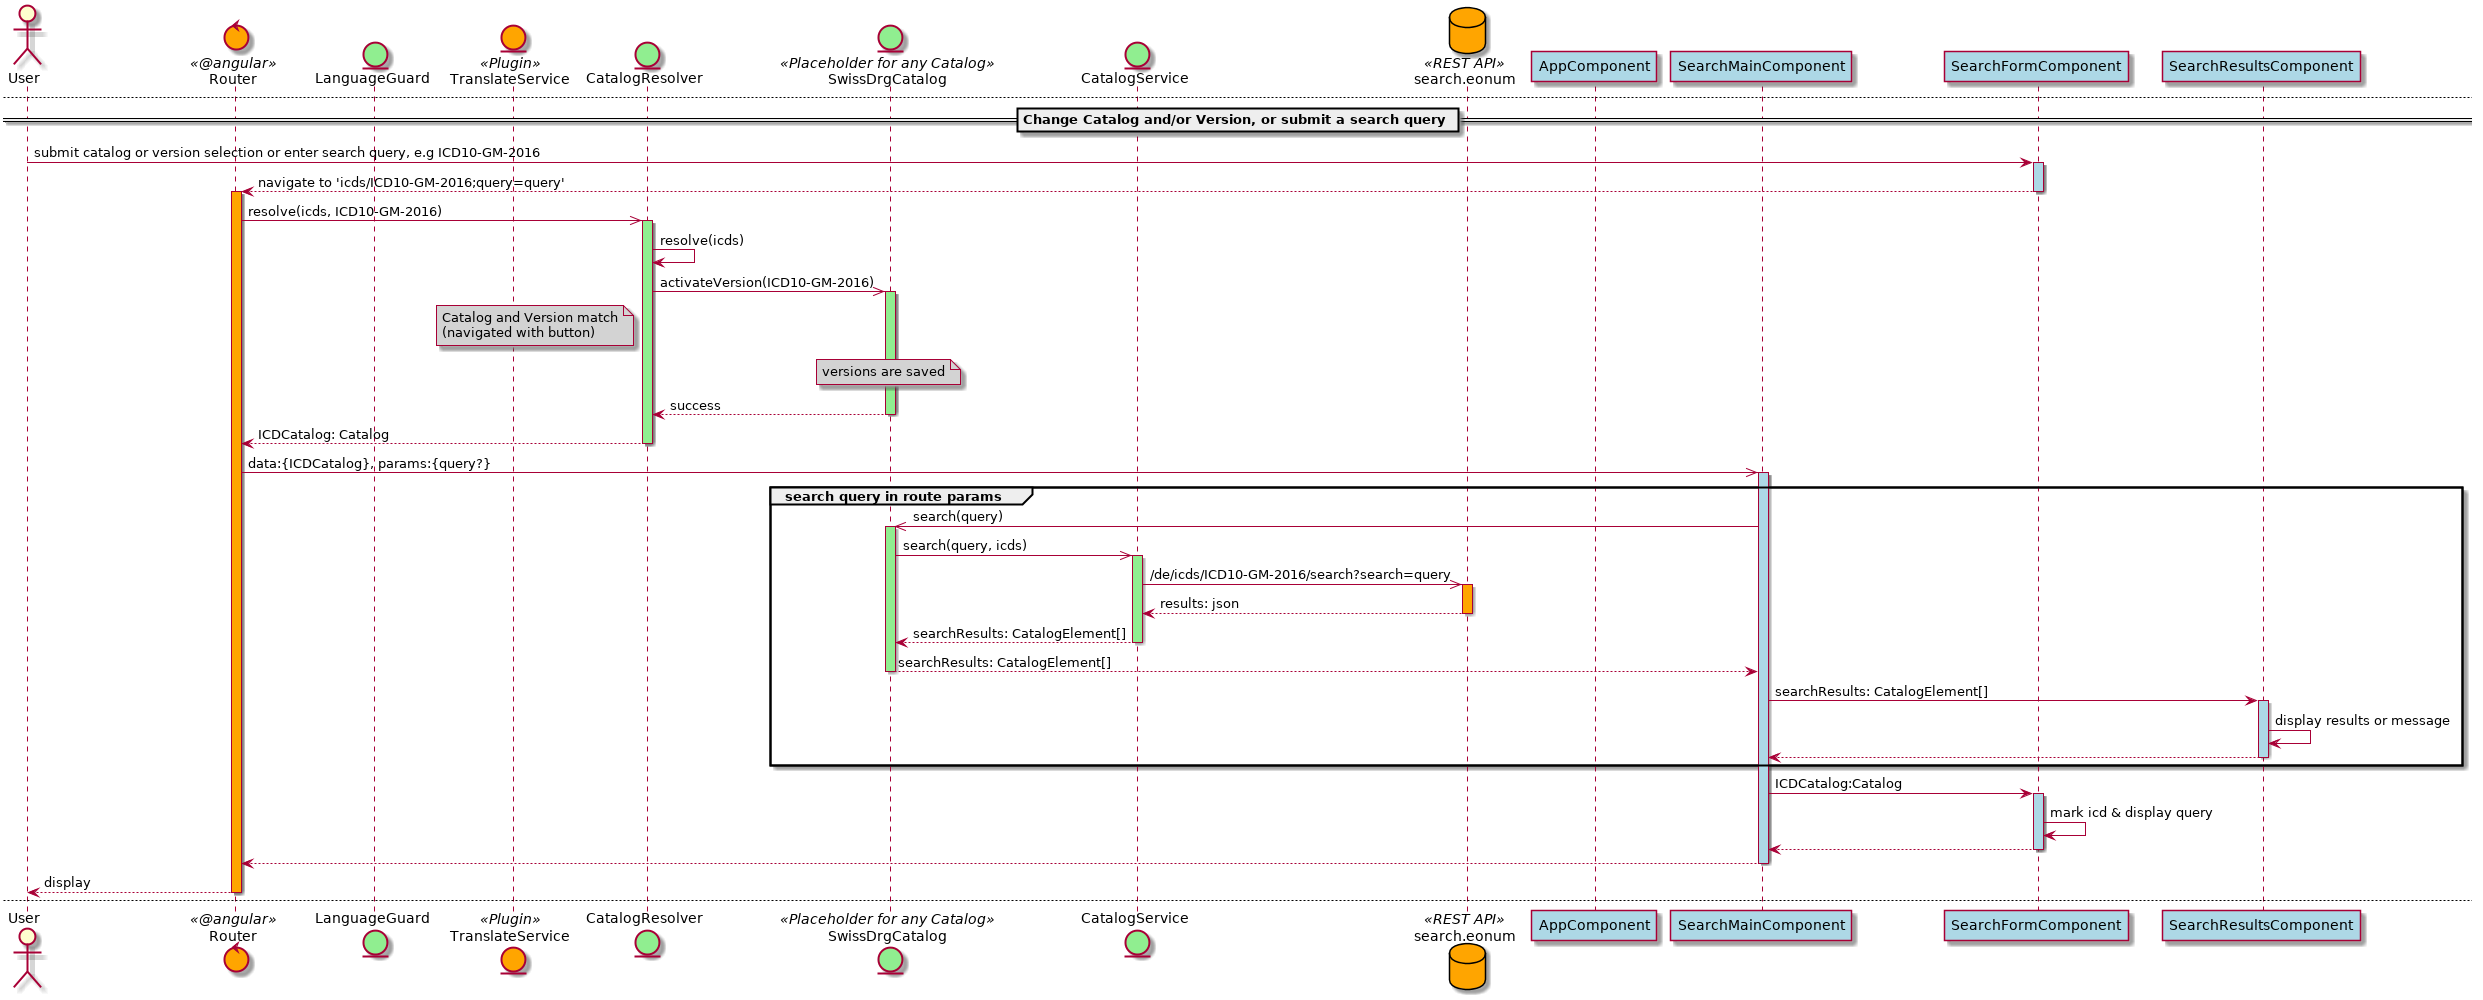 User
«@angular»
Router
LanguageGuard
«Plugin»
TranslateService
CatalogResolver
«Placeholder for any Catalog»
SwissDrgCatalog
CatalogService
«REST API»
search.eonum
AppComponent
SearchMainComponent
SearchFormComponent
SearchResultsComponent
Change Catalog and/or Version, or submit a search query
submit catalog or version selection or enter search query, e.g ICD10-GM-2016
navigate to 'icds/ICD10-GM-2016;query=query'
resolve(icds, ICD10-GM-2016)
resolve(icds)
activateVersion(ICD10-GM-2016)
Catalog and Version match
(navigated with button)
versions are saved
success
ICDCatalog: Catalog
data:{ICDCatalog}, params:{query?}
search query in route params
search(query)
search(query, icds)
/de/icds/ICD10-GM-2016/search?search=query
results: json
searchResults: CatalogElement[]
searchResults: CatalogElement[]
searchResults: CatalogElement[]
display results or message
ICDCatalog:Catalog
mark icd & display query
display
User
«@angular»
Router
LanguageGuard
«Plugin»
TranslateService
CatalogResolver
«Placeholder for any Catalog»
SwissDrgCatalog
CatalogService
«REST API»
search.eonum
AppComponent
SearchMainComponent
SearchFormComponent
SearchResultsComponent